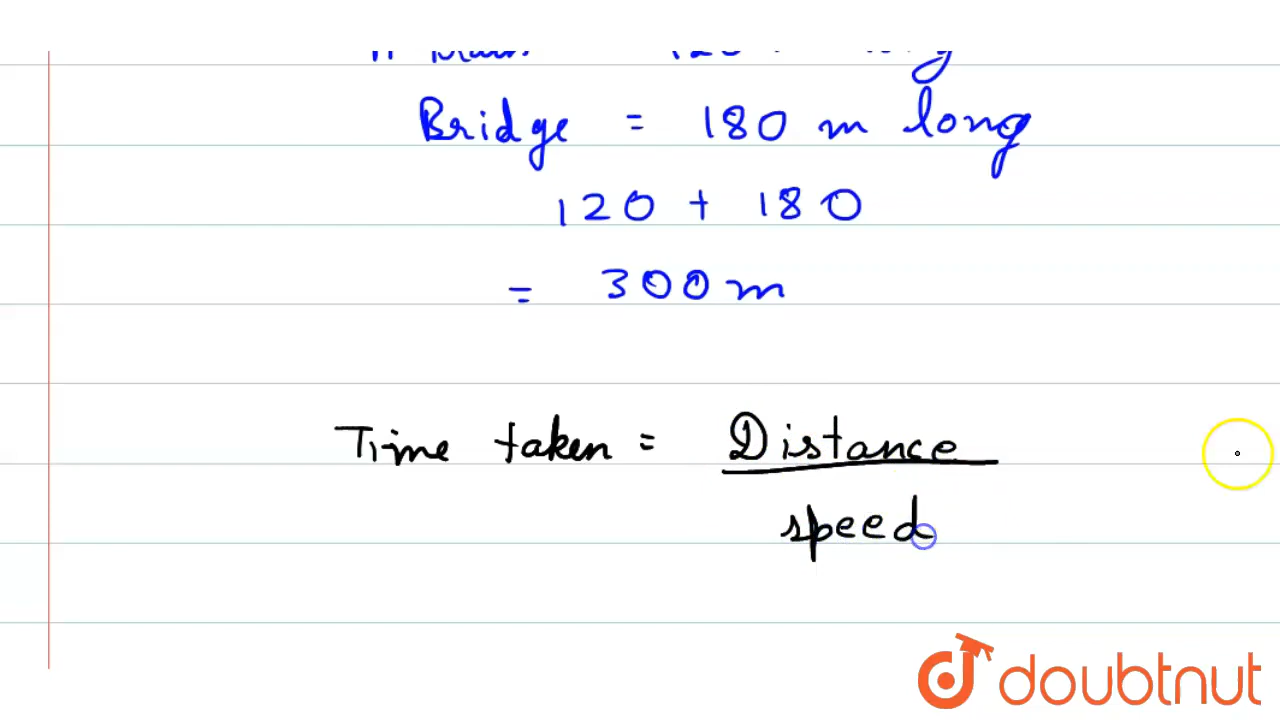 Bridge = 180 m long
120 + 180
= 300 m
Time taken = Distance
speed
doubtnut